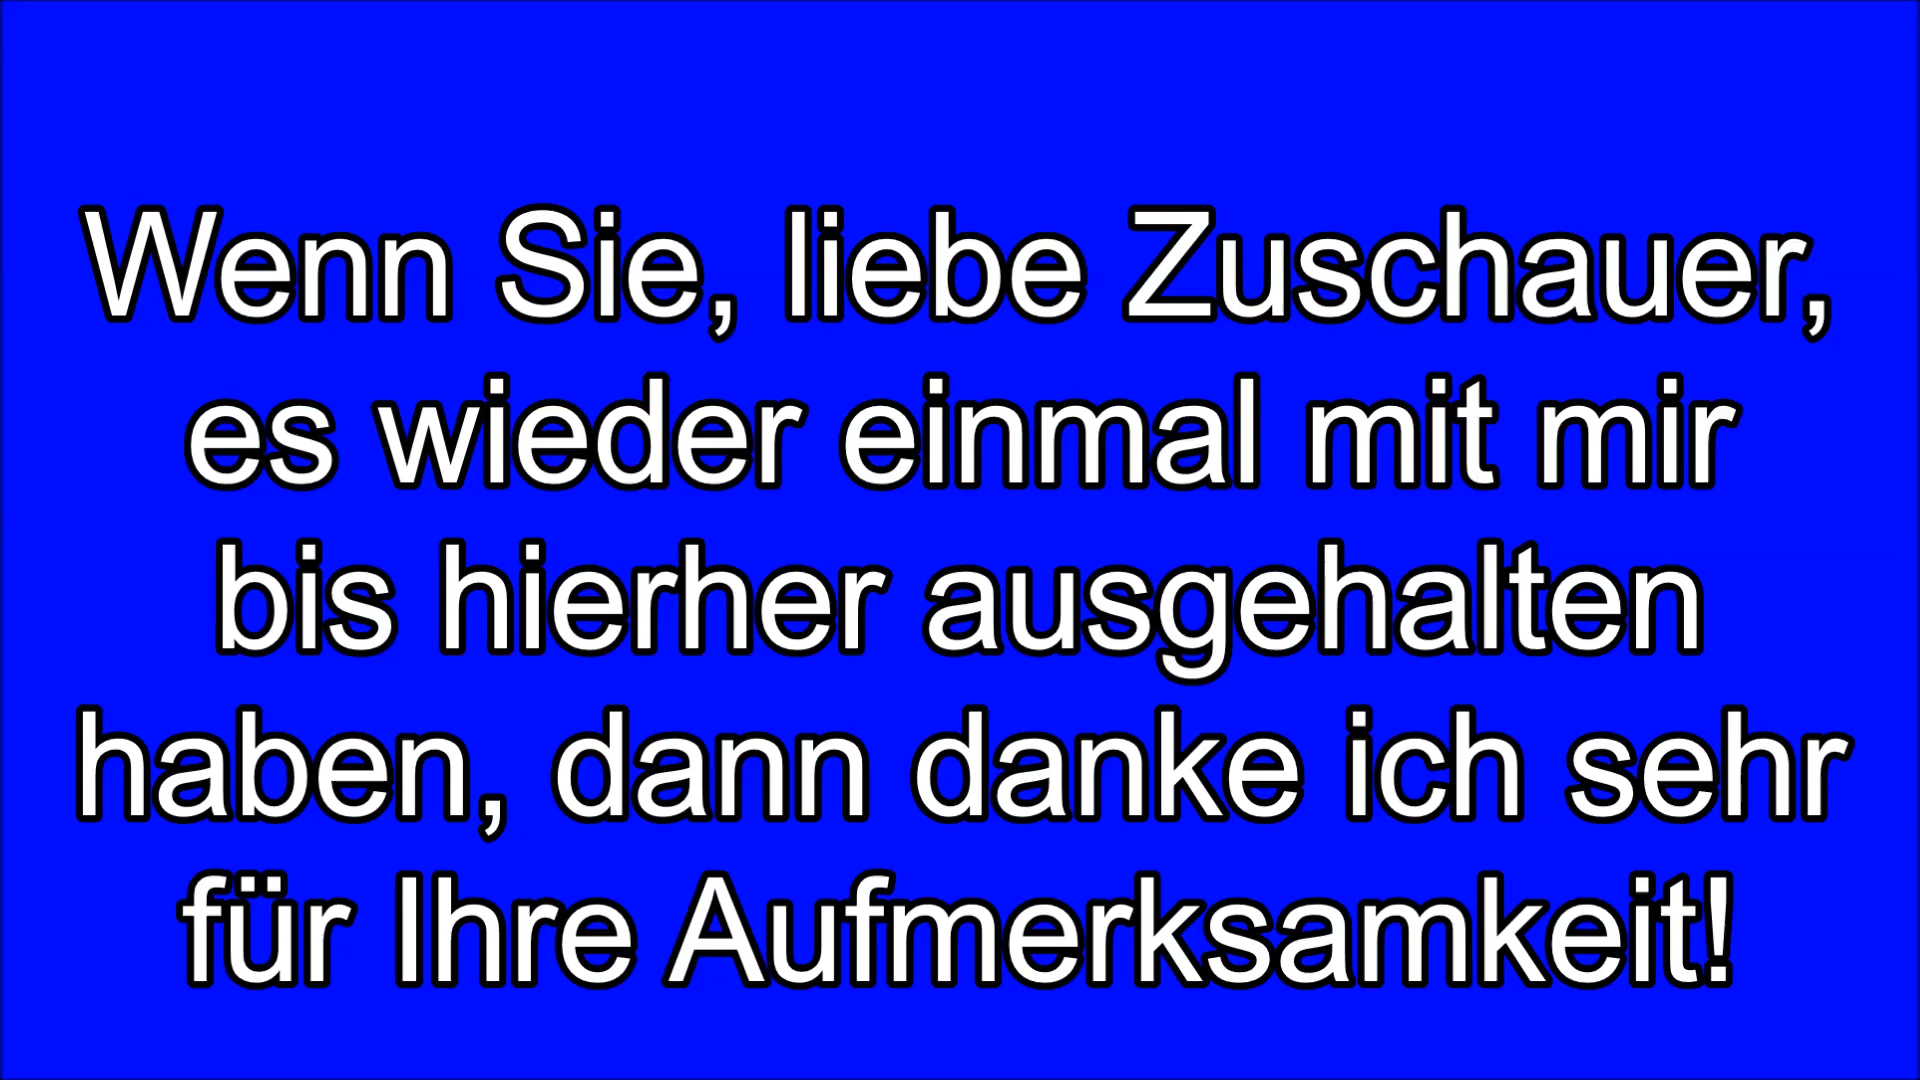 Wenn Sie, liebe Zuschauer,
es wieder einmal mit mir
bis hierher ausgehalten
haben, dann danke ich sehr
für Ihre Aufmerksamkeit!